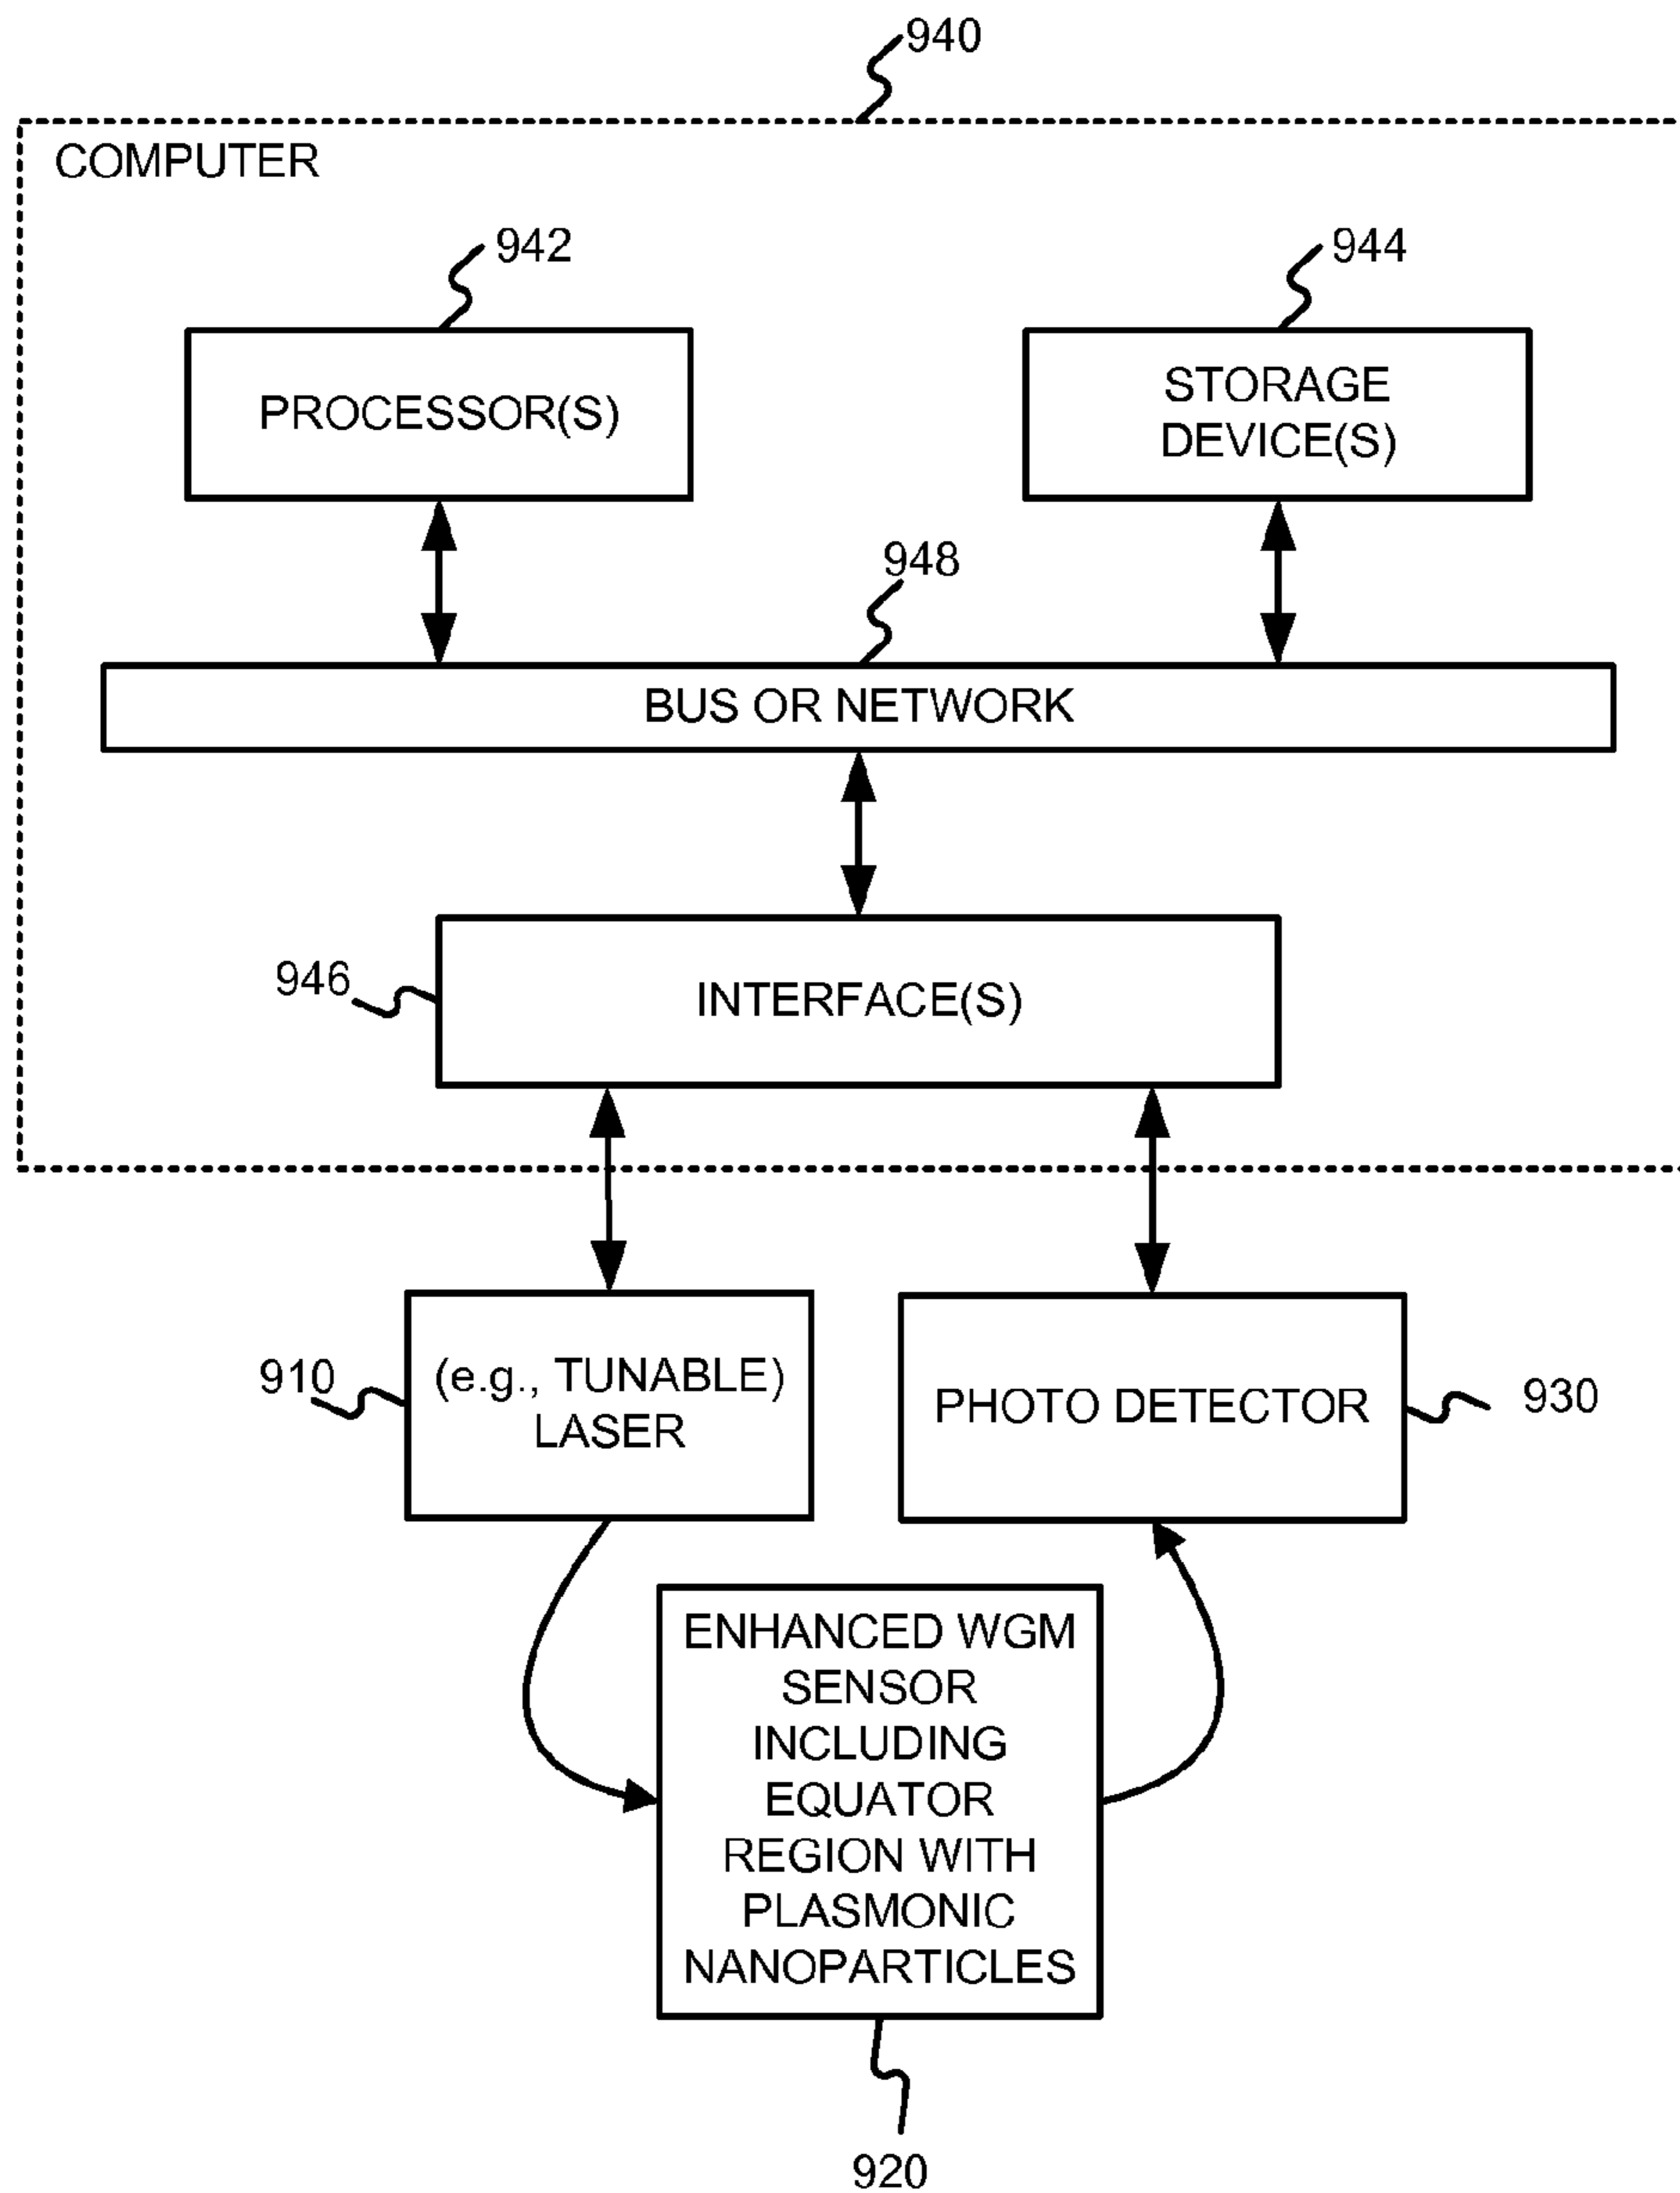 940
COMPUTER
942
944
PROCESSOR(S)
STORAGE
DEVICE(S)
948
BUS OR NETWORK
946
INTERFACE(S)
910
(e.g., TUNABLE)
LASER
PHOTO DETECTOR
930
ENHANCED WGM
SENSOR
INCLUDING
EQUATOR
REGION WITH
PLASMONIC
NANOPARTICLES
920